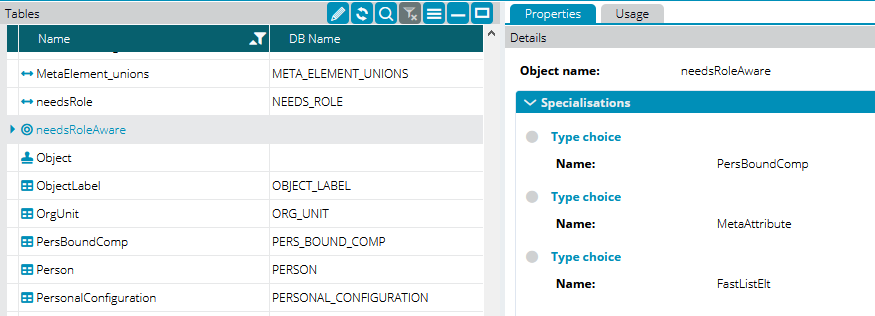 Tables
Name DB Name
MetaElement_unions META_ELEMENT_UNIONS
needsRole NEEDS_ROLE
needsRoleAware
Object
ObjectLabel OBJECT_LABEL
OrgUnit ORG_UNIT
PersBoundComp PERS_BOUND_COMP
Person PERSON
PersonalConfiguration PERSONAL_CONFIGURATION
Properties Usage
Details
Object name: needsRoleAware
Specialisations
Type choice
Name: PersBoundComp
Type choice
Name: MetaAttribute
Type choice
Name: FastListElt